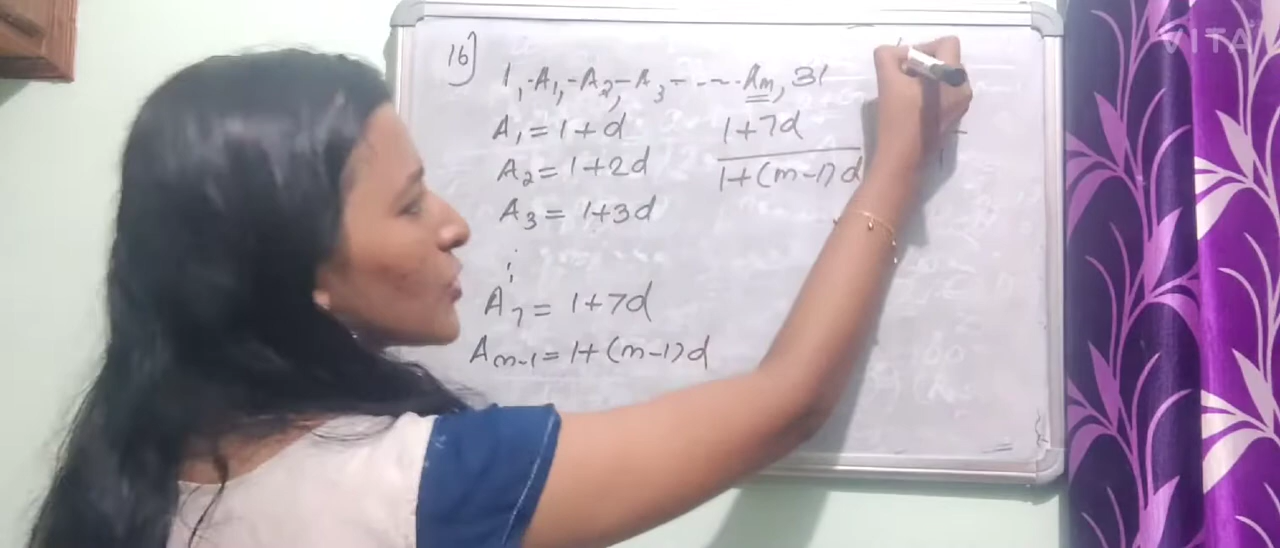 16]
1, A1, A2, A3 - - - - Am, 31
A1 = 1+d
A2 = 1+2d
A3 = 1+3d
⋮
A7 = 1+7d
Am-1 = 1+(m-1)d
1+7d
1+(m-1)d
VITA